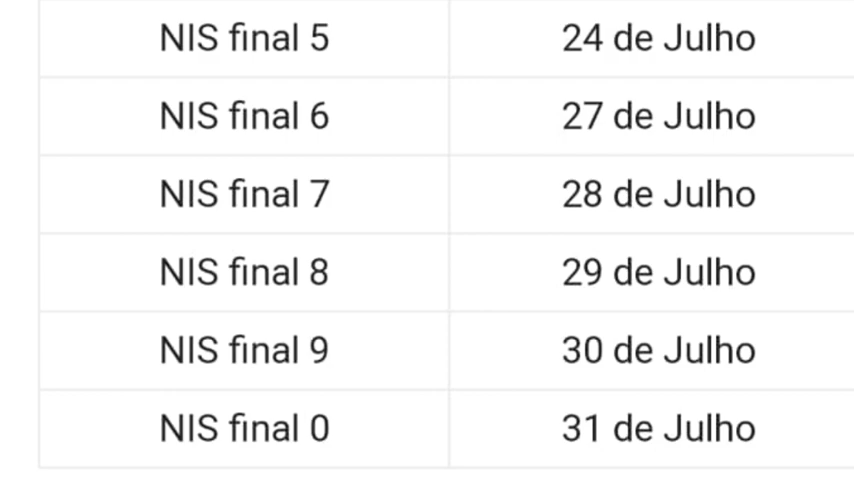 NIS final 5 24 de Julho
NIS final 6 27 de Julho
NIS final 7 28 de Julho
NIS final 8 29 de Julho
NIS final 9 30 de Julho
NIS final 0 31 de Julho